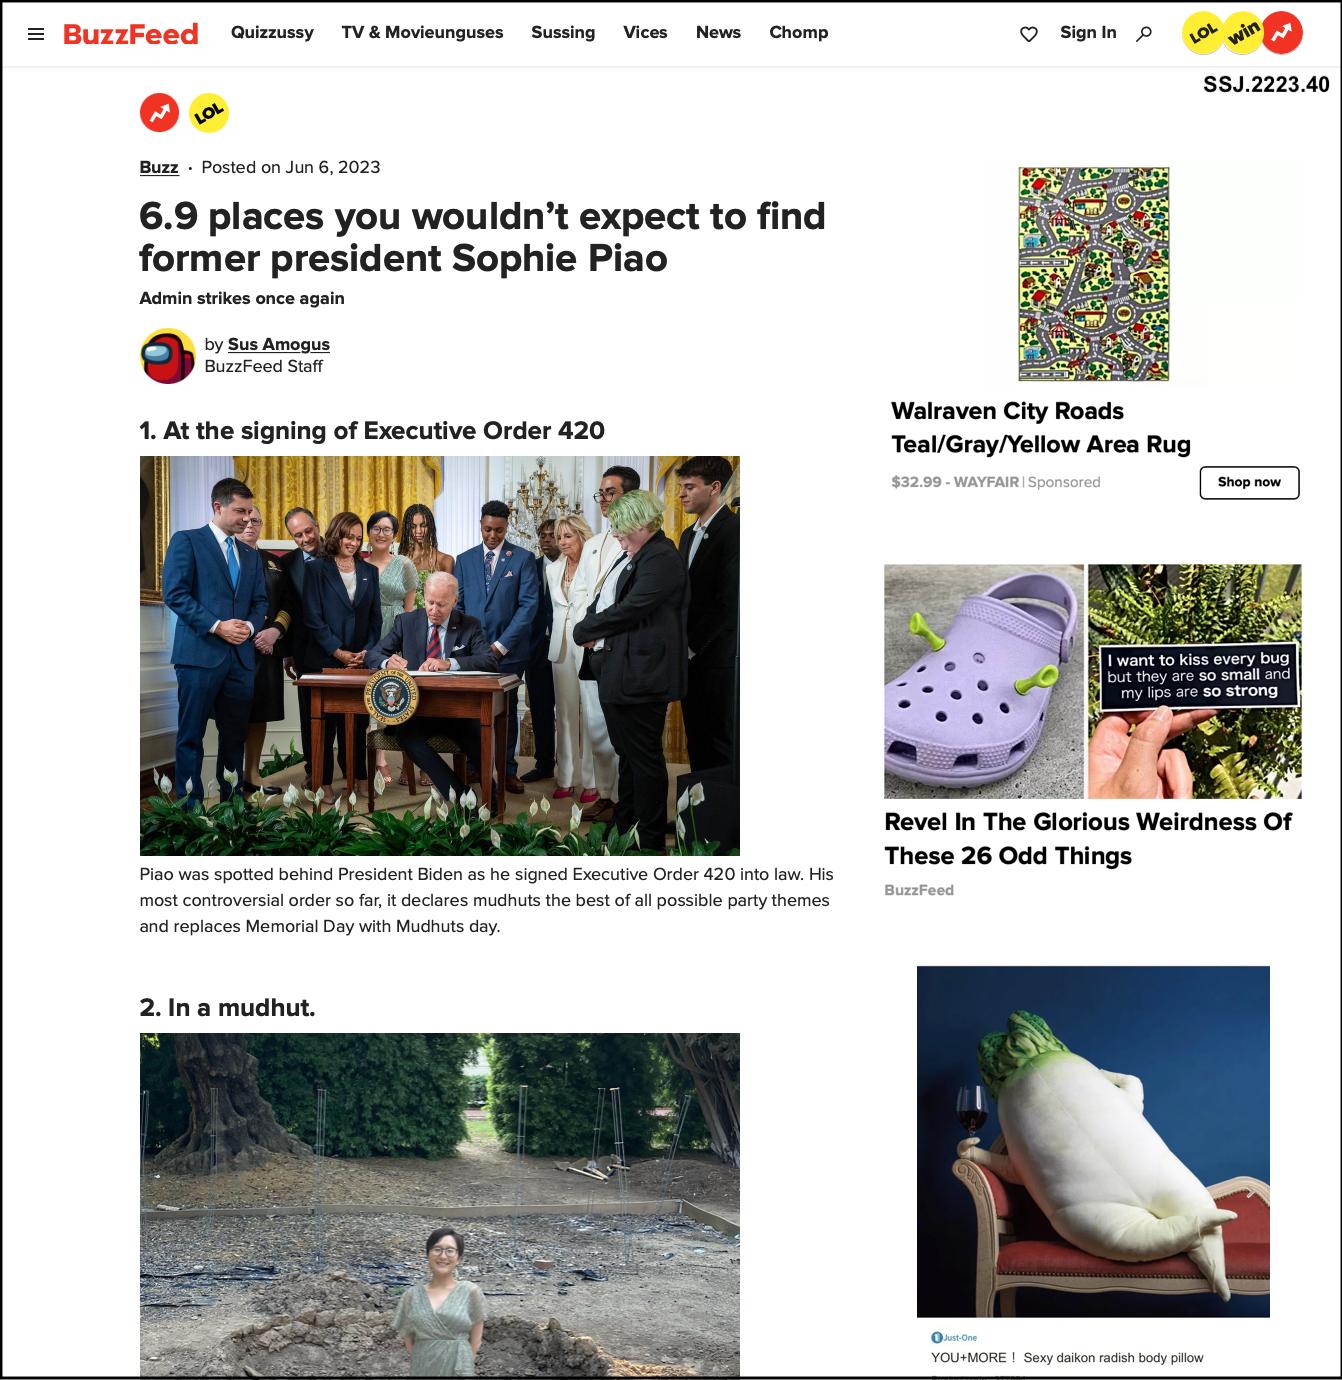 BuzzFeed
Quizzussy
TV & Movieunguses
Sussing
Vices
News
Chomp
Sign In
LOL
win
SSJ.2223.40
LOL
Buzz · Posted on Jun 6, 2023
6.9 places you wouldn’t expect to find
former president Sophie Piao
Admin strikes once again
by Sus Amogus
BuzzFeed Staff
1. At the signing of Executive Order 420
Piao was spotted behind President Biden as he signed Executive Order 420 into law. His
most controversial order so far, it declares mudhuts the best of all possible party themes
and replaces Memorial Day with Mudhuts day.
2. In a mudhut.
Walraven City Roads
Teal/Gray/Yellow Area Rug
$32.99 - WAYFAIR | Sponsored
Shop now
I want to kiss every bug
but they are so small and
my lips are so strong
Revel In The Glorious Weirdness Of
These 26 Odd Things
BuzzFeed
Just-One
YOU+MORE！ Sexy daikon radish body pillow